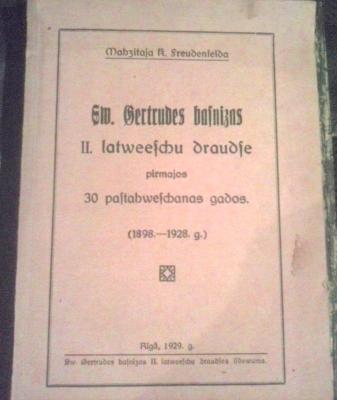 Mahzitaja K. Freudenfelda
Sw. Gertrudes baſnizas
II. latweeſchu draudſe
pirmajos
30 paſtahweſchanas gados.
(1898.—1928. g.)
Rigā, 1929. g.
Sw. Gertrudes baſnizas II. latweeſchu draudſes iſdewums.